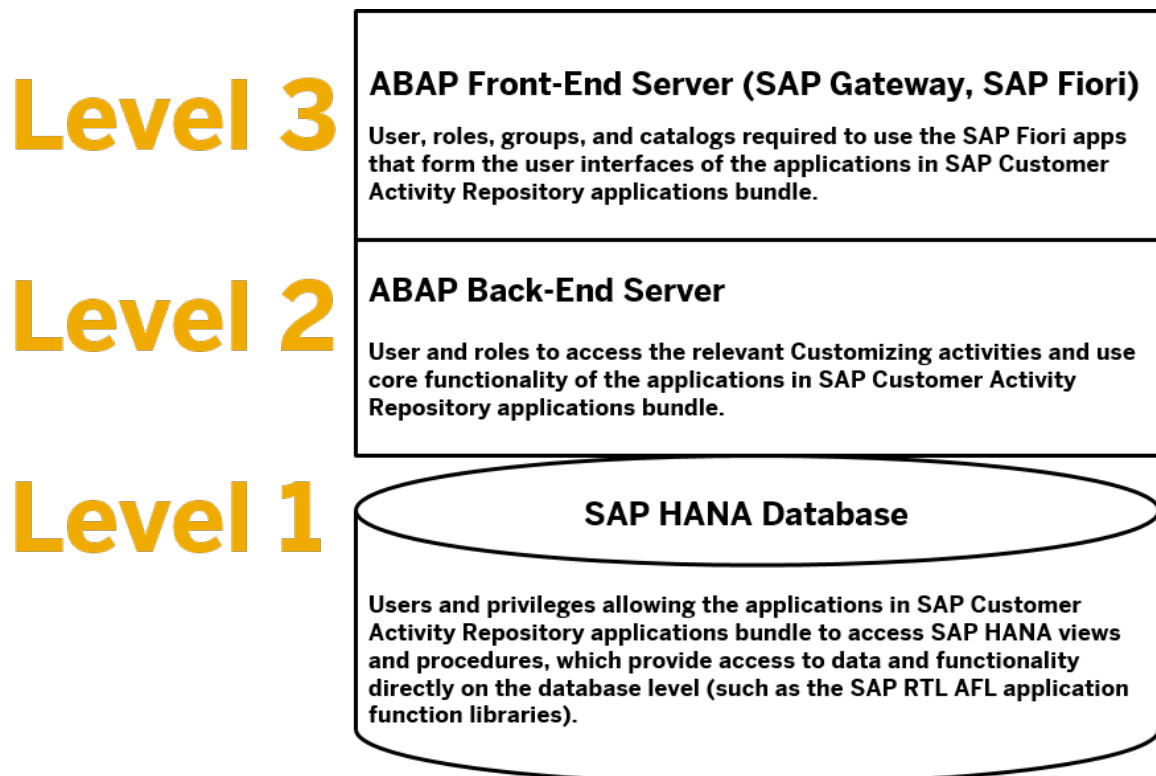 Level 3
ABAP Front-End Server (SAP Gateway, SAP Fiori)
User, roles, groups, and catalogs required to use the SAP Fiori apps
that form the user interfaces of the applications in SAP Customer
Activity Repository applications bundle.
Level 2
ABAP Back-End Server
User and roles to access the relevant Customizing activities and use
core functionality of the applications in SAP Customer Activity
Repository applications bundle.
Level 1
SAP HANA Database
Users and privileges allowing the applications in SAP Customer
Activity Repository applications bundle to access SAP HANA views
and procedures, which provide access to data and functionality
directly on the database level (such as the SAP RTL AFL application
function libraries).